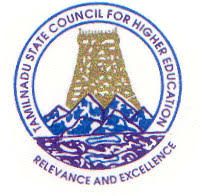 TAMILNADU STATE COUNCIL FOR HIGHER EDUCATION
RELEVANCE AND EXCELLENCE